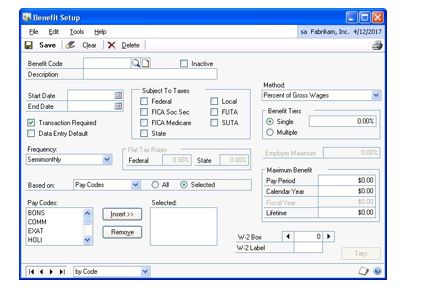 Benefit Setup
File Edit Tools Help sa Fabrikam, Inc. 4/12/2017
Save Clear Delete
Benefit Code Inactive
Description
Start Date
End Date
Transaction Required
Data Entry Default
Subject To Taxes
Federal Local
FICA Soc Sec FUTA
FICA Medicare SUTA
State
Method:
Percent of Gross Wages
Benefit Tiers
Single 0.00%
Multiple
Frequency:
Semimonthly
Flat Tax Rates
Federal 0.00% State 0.00%
Employer Maximum 0.00%
Based on: Pay Codes All Selected
Maximum Benefit
Pay Period $0.00
Calendar Year $0.00
Fiscal Year $0.00
Lifetime $0.00
Pay Codes: Selected:
BONS
COMM
EXAT
HOLI
Insert >>
Remove
W-2 Box 0
W-2 Label
Tiers
by Code